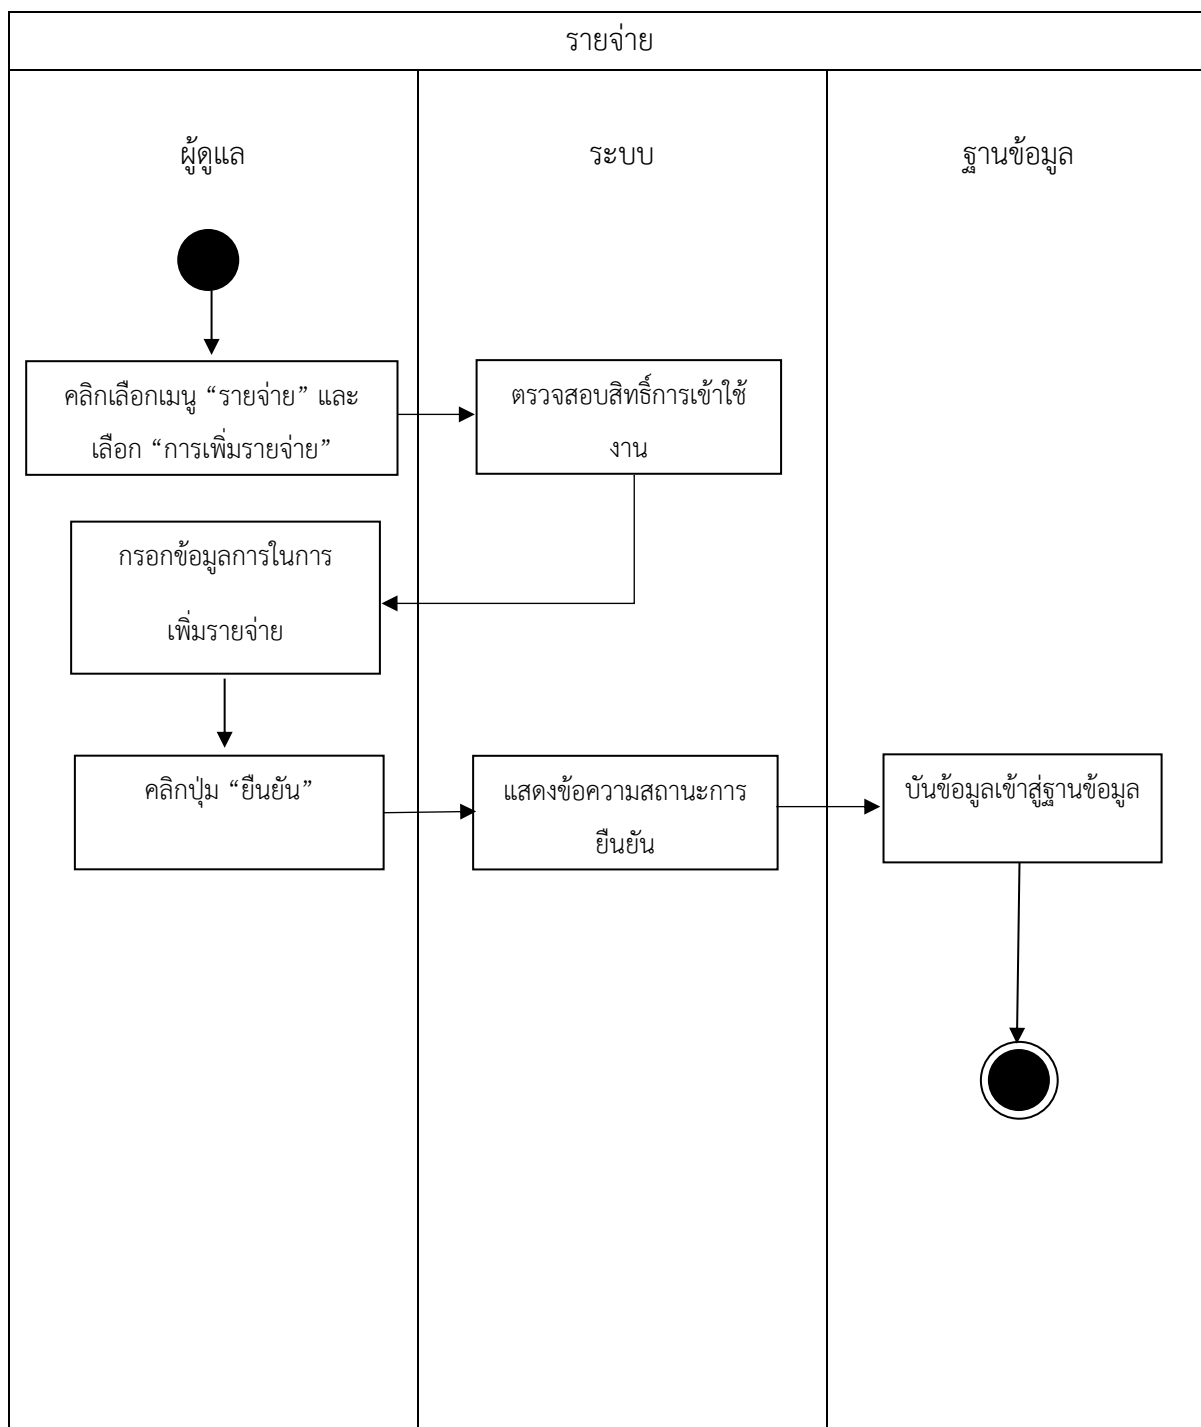 รายจ่าย
ผู้ดูแล
ระบบ
ฐานข้อมูล
คลิกเลือกเมนู “รายจ่าย” และ
เลือก “การเพิ่มรายจ่าย”
ตรวจสอบสิทธิ์การเข้าใช้
งาน
กรอกข้อมูลการในการ
เพิ่มรายจ่าย
คลิกปุ่ม “ยืนยัน”
แสดงข้อความสถานะการ
ยืนยัน
บันข้อมูลเข้าสู่ฐานข้อมูล